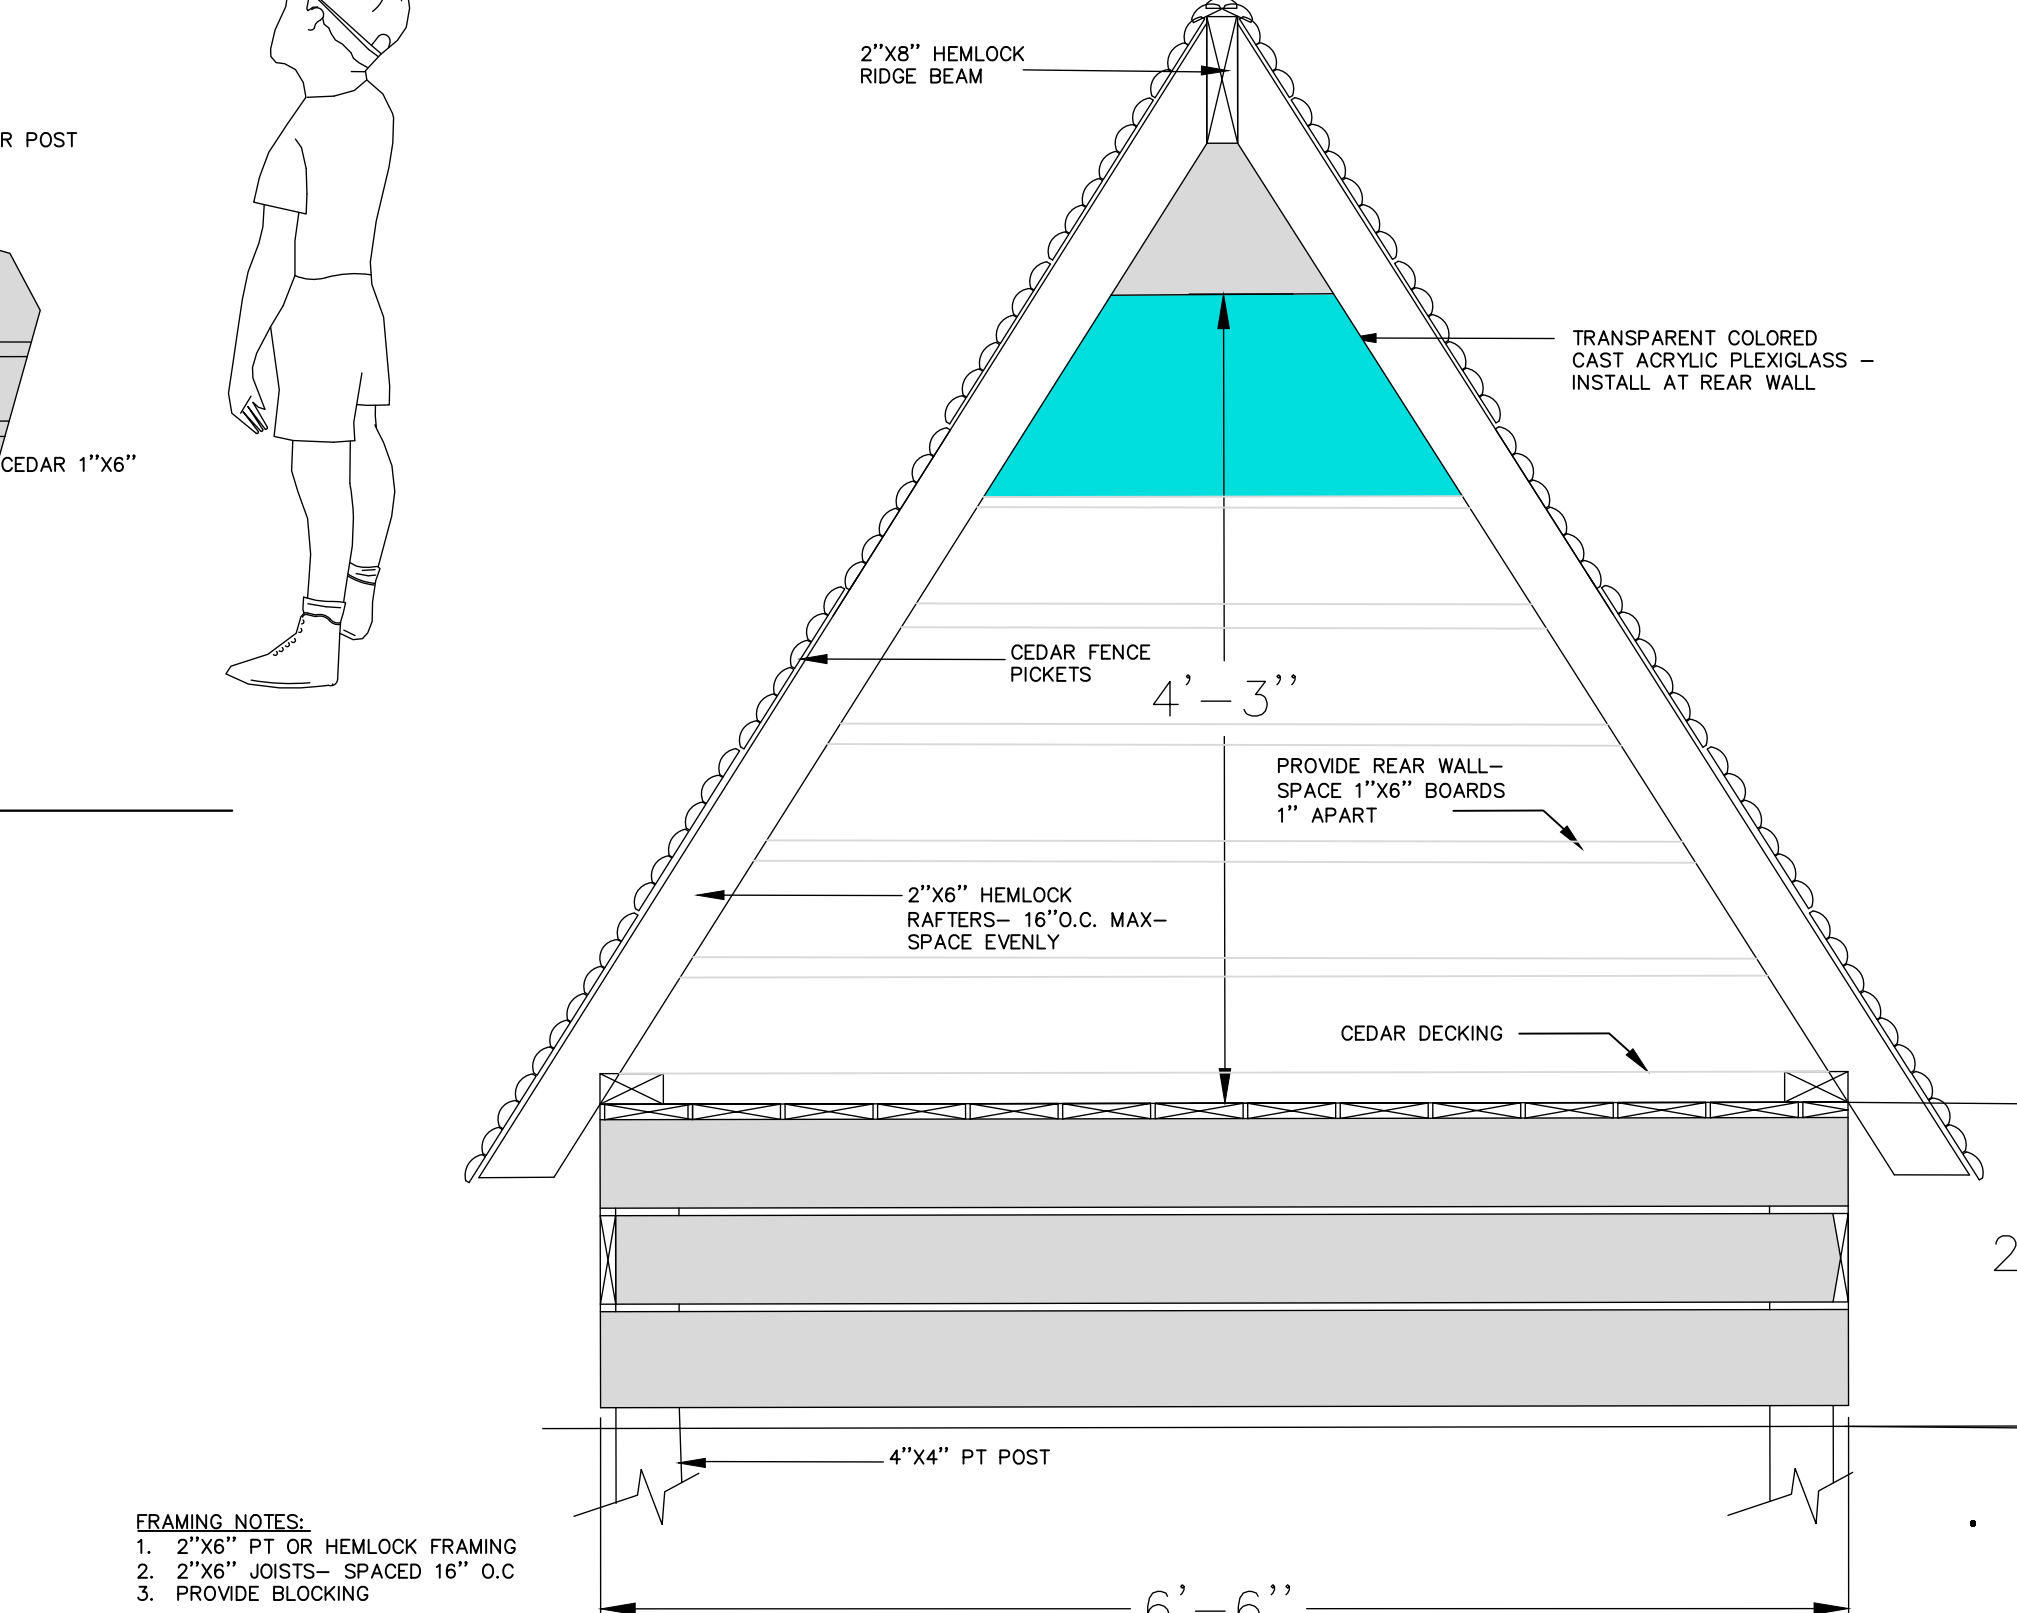 2"X8" HEMLOCK
RIDGE BEAM
R POST
TRANSPARENT COLORED
CAST ACRYLIC PLEXIGLASS –
INSTALL AT REAR WALL
CEDAR 1"X6"
CEDAR FENCE
PICKETS
4'–3"
PROVIDE REAR WALL–
SPACE 1"X6" BOARDS
1" APART
2"X6" HEMLOCK
RAFTERS– 16"O.C. MAX–
SPACE EVENLY
CEDAR DECKING
2
4"X4" PT POST
FRAMING NOTES:
1. 2"X6" PT OR HEMLOCK FRAMING
2. 2"X6" JOISTS– SPACED 16" O.C
3. PROVIDE BLOCKING
6'–6"